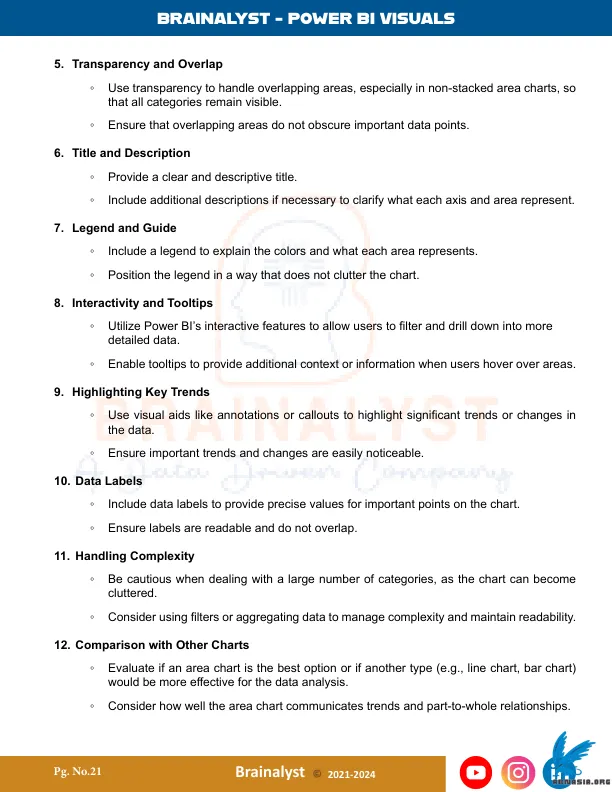 BRAINALYST - POWER BI VISUALS
5. Transparency and Overlap
◦ Use transparency to handle overlapping areas, especially in non-stacked area charts, so
that all categories remain visible.
◦ Ensure that overlapping areas do not obscure important data points.
6. Title and Description
◦ Provide a clear and descriptive title.
◦ Include additional descriptions if necessary to clarify what each axis and area represent.
7. Legend and Guide
◦ Include a legend to explain the colors and what each area represents.
◦ Position the legend in a way that does not clutter the chart.
8. Interactivity and Tooltips
◦ Utilize Power BI’s interactive features to allow users to filter and drill down into more
detailed data.
◦ Enable tooltips to provide additional context or information when users hover over areas.
9. Highlighting Key Trends
◦ Use visual aids like annotations or callouts to highlight significant trends or changes in
the data.
BRAINALYST
◦ Ensure important trends and changes are easily noticeable.
A Data Driven Company
10. Data Labels
◦ Include data labels to provide precise values for important points on the chart.
◦ Ensure labels are readable and do not overlap.
11. Handling Complexity
◦ Be cautious when dealing with a large number of categories, as the chart can become
cluttered.
◦ Consider using filters or aggregating data to manage complexity and maintain readability.
12. Comparison with Other Charts
◦ Evaluate if an area chart is the best option or if another type (e.g., line chart, bar chart)
would be more effective for the data analysis.
◦ Consider how well the area chart communicates trends and part-to-whole relationships.
Pg. No.21
Brainalyst © 2021-2024
in